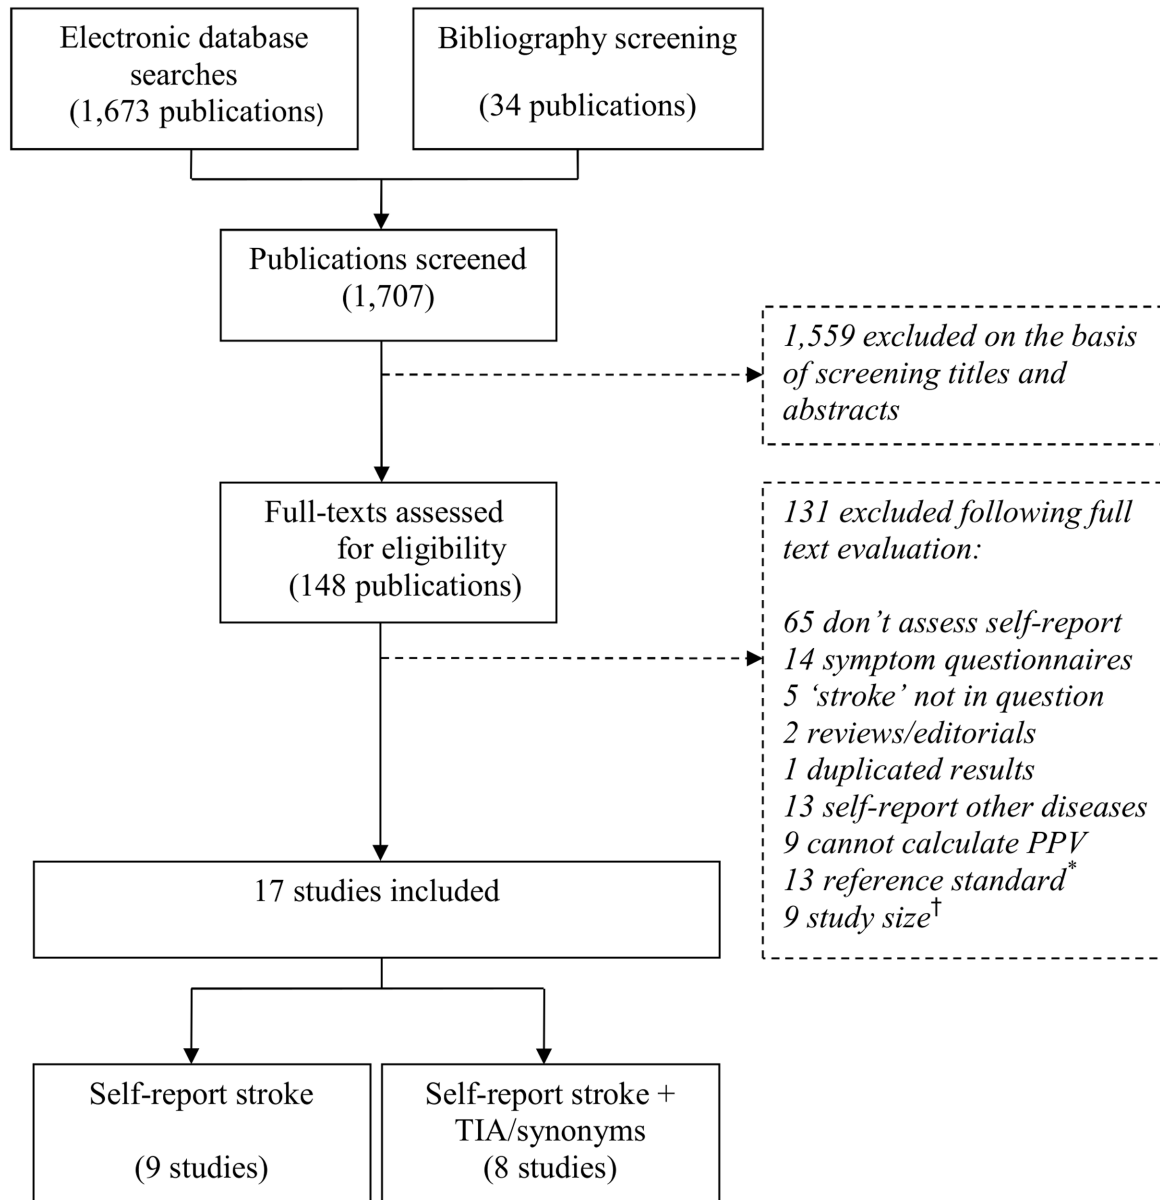 Electronic database
searches
(1,673 publications)
Bibliography screening
(34 publications)
Publications screened
(1,707)
1,559 excluded on the basis
of screening titles and
abstracts
Full-texts assessed
for eligibility
(148 publications)
131 excluded following full
text evaluation:
65 don’t assess self-report
14 symptom questionnaires
5 ‘stroke’ not in question
2 reviews/editorials
1 duplicated results
13 self-report other diseases
9 cannot calculate PPV
13 reference standard*
9 study size†
17 studies included
Self-report stroke
(9 studies)
Self-report stroke +
TIA/synonyms
(8 studies)